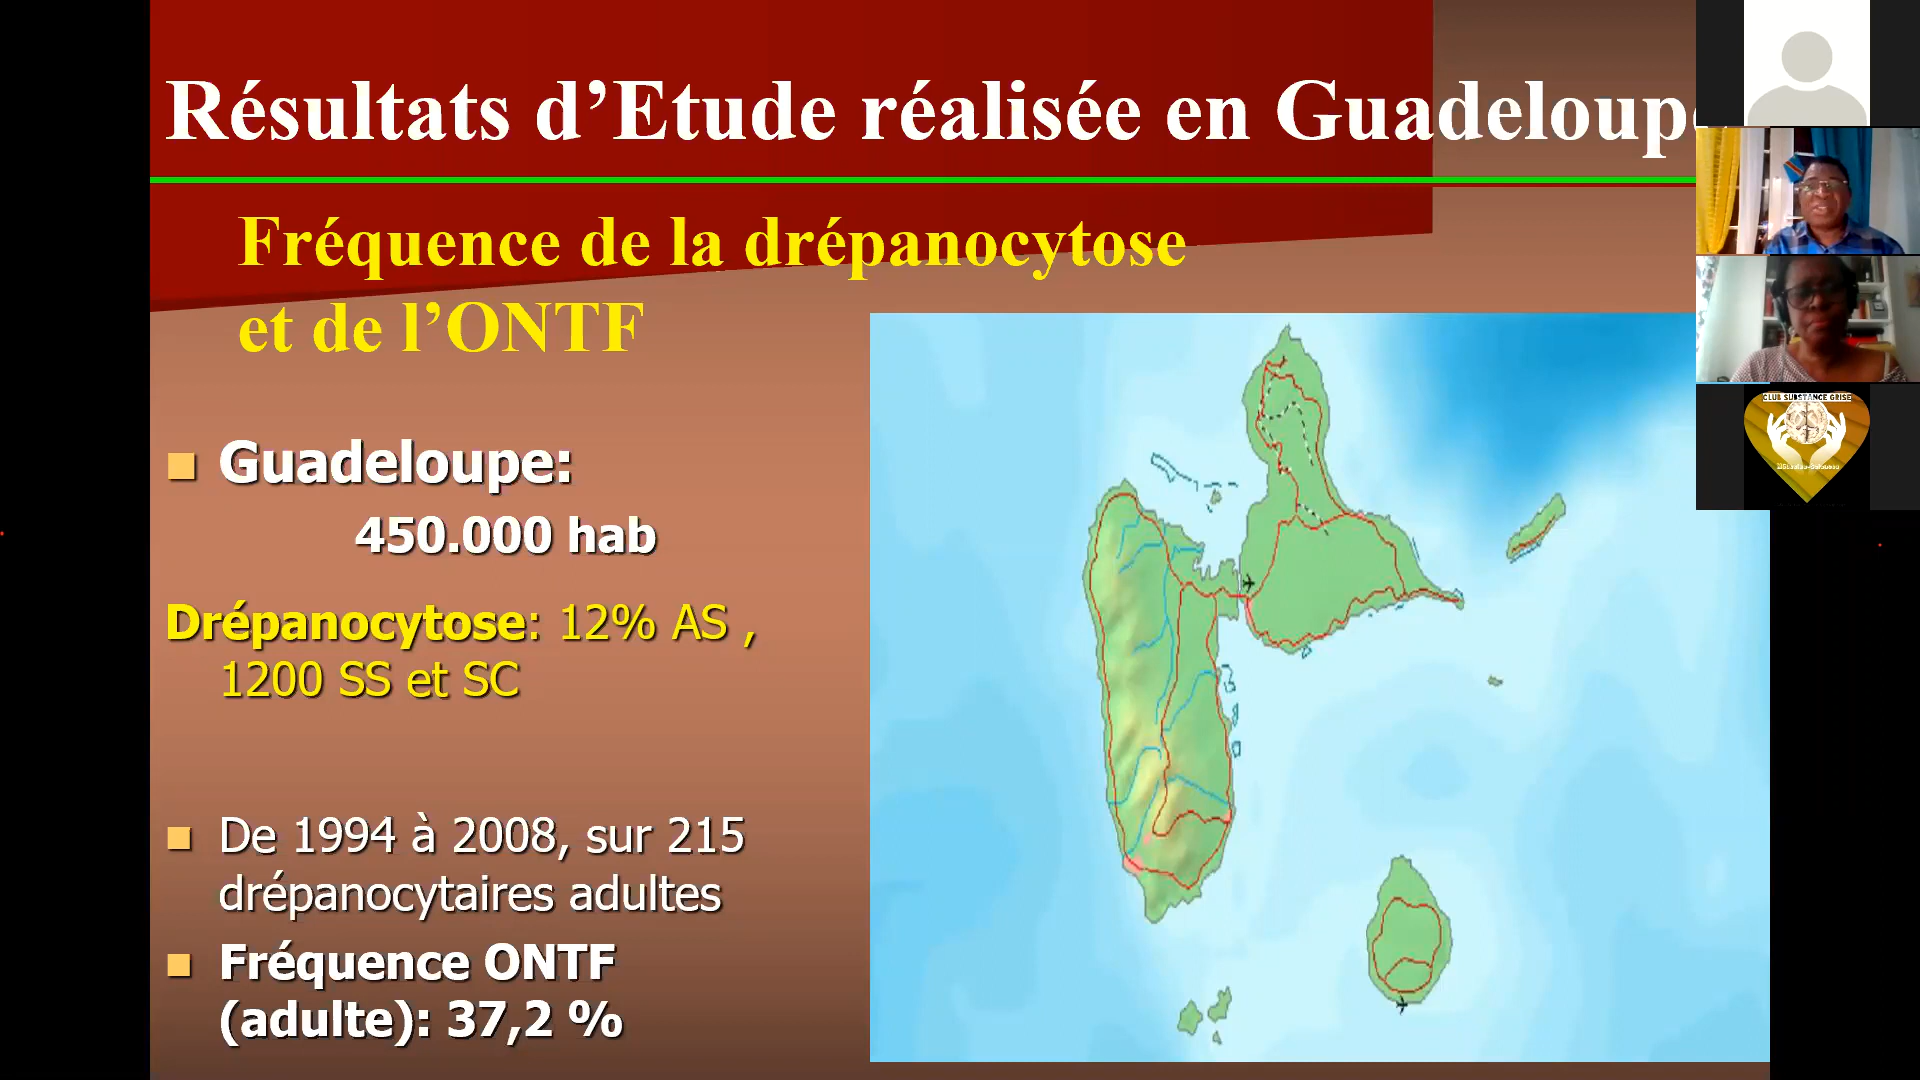 Résultats d’Etude réalisée en Guadeloupe
Fréquence de la drépanocytose
et de l’ONTF
Guadeloupe:
450.000 hab
Drépanocytose: 12% AS ,
1200 SS et SC
De 1994 à 2008, sur 215
drépanocytaires adultes
Fréquence ONTF
(adulte): 37,2 %
CLUB SUBSTANCE GRISE